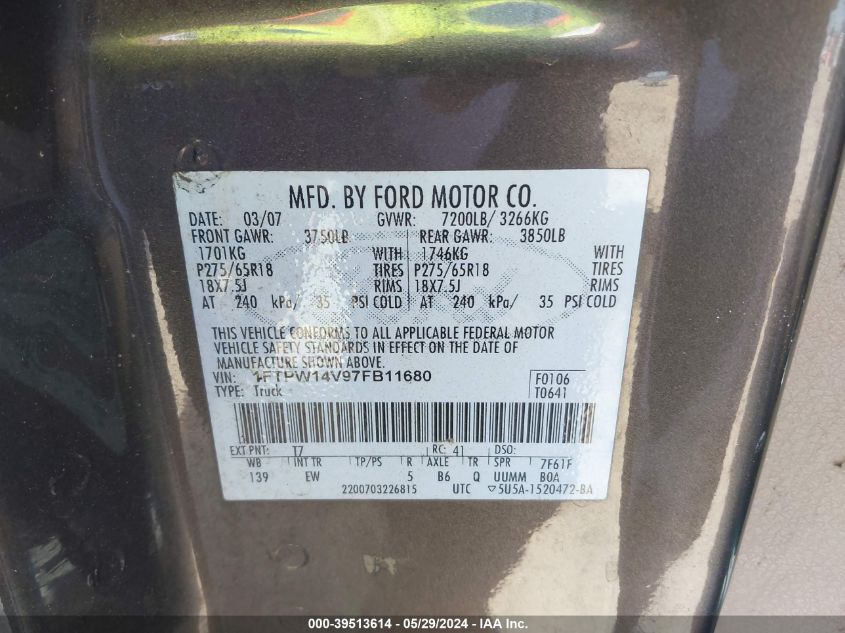 MFD. BY FORD MOTOR CO.
DATE: 03/07 GVWR: 7200LB/ 3266KG
FRONT GAWR: 3750LB REAR GAWR: 3850LB
1701KG WITH 1746KG WITH
P275/65R18 TIRES P275/65R18 TIRES
18X7.5J RIMS 18X7.5J RIMS
AT 240 kPa/ 35 PSI COLD AT 240 kPa/ 35 PSI COLD
THIS VEHICLE CONFORMS TO ALL APPLICABLE FEDERAL MOTOR
VEHICLE SAFETY STANDARDS IN EFFECT ON THE DATE OF
MANUFACTURE SHOWN ABOVE.
VIN: 1FTPW14V97FB11680 F0106
TYPE: Truck T0641
EXT PNT: T7 RC: 41 DSO:
WB INT TR TP/PS R AXLE TR SPR 7F61F
139 EW 5 B6 Q UUMM BOA
2200703226815 UTC ▽5U5A-1520472-BA
000-39513614 - 05/29/2024 - IAA Inc.